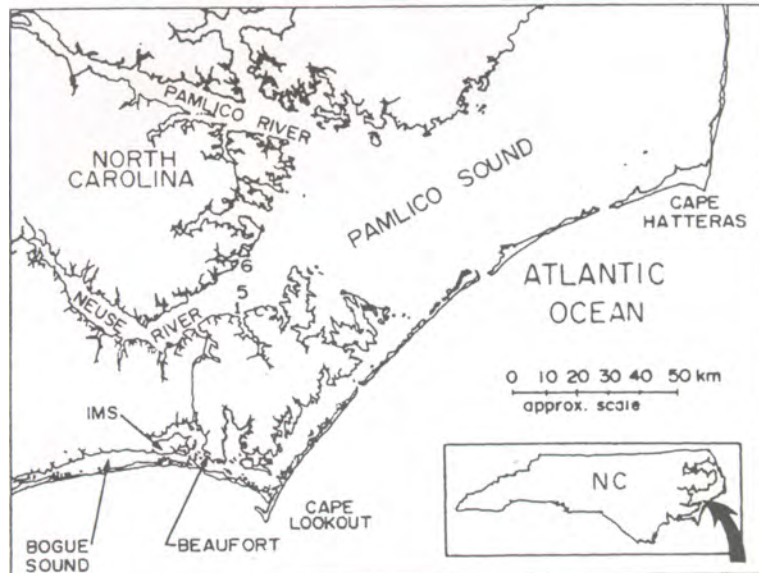 PAMLICO RIVER
NORTH
CAROLINA
PAMLICO SOUND
CAPE
HATTERAS
6
ATLANTIC
OCEAN
NEUSE
RIVER
5
0 10 20 30 50 km
approx. scale
IMS
NC
CAPE
LOOKOUT
BEAUFORT
BOGUE
SOUND